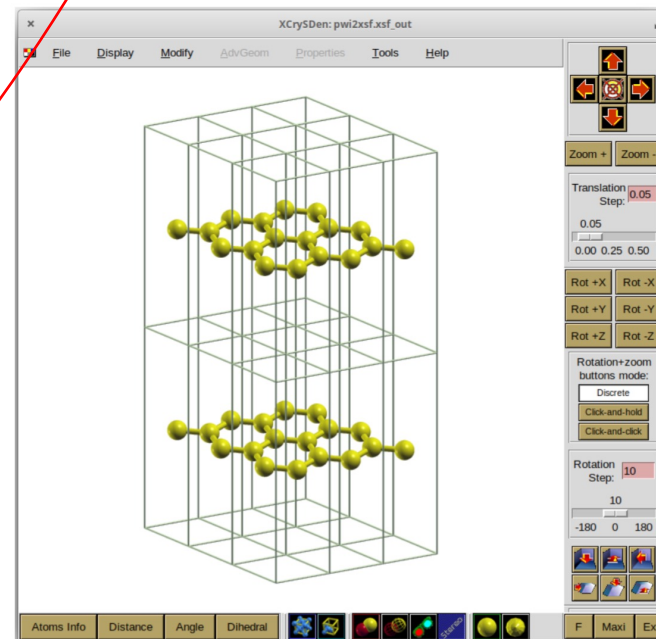 XCrySDen: pwi2xsf.xsf_out
File Display Modify AdvGeom Properties Tools Help
Zoom + Zoom -
Translation
Step: 0.05
0.05
0.00 0.25 0.50
Rot +X Rot -X
Rot +Y Rot -Y
Rot +Z Rot -Z
Rotation+zoom
buttons mode:
Discrete
Click-and-hold
Click-and-click
Rotation
Step: 10
10
-180 0 180
Atoms Info Distance Angle Dihedral Stereo F Maxi Ex